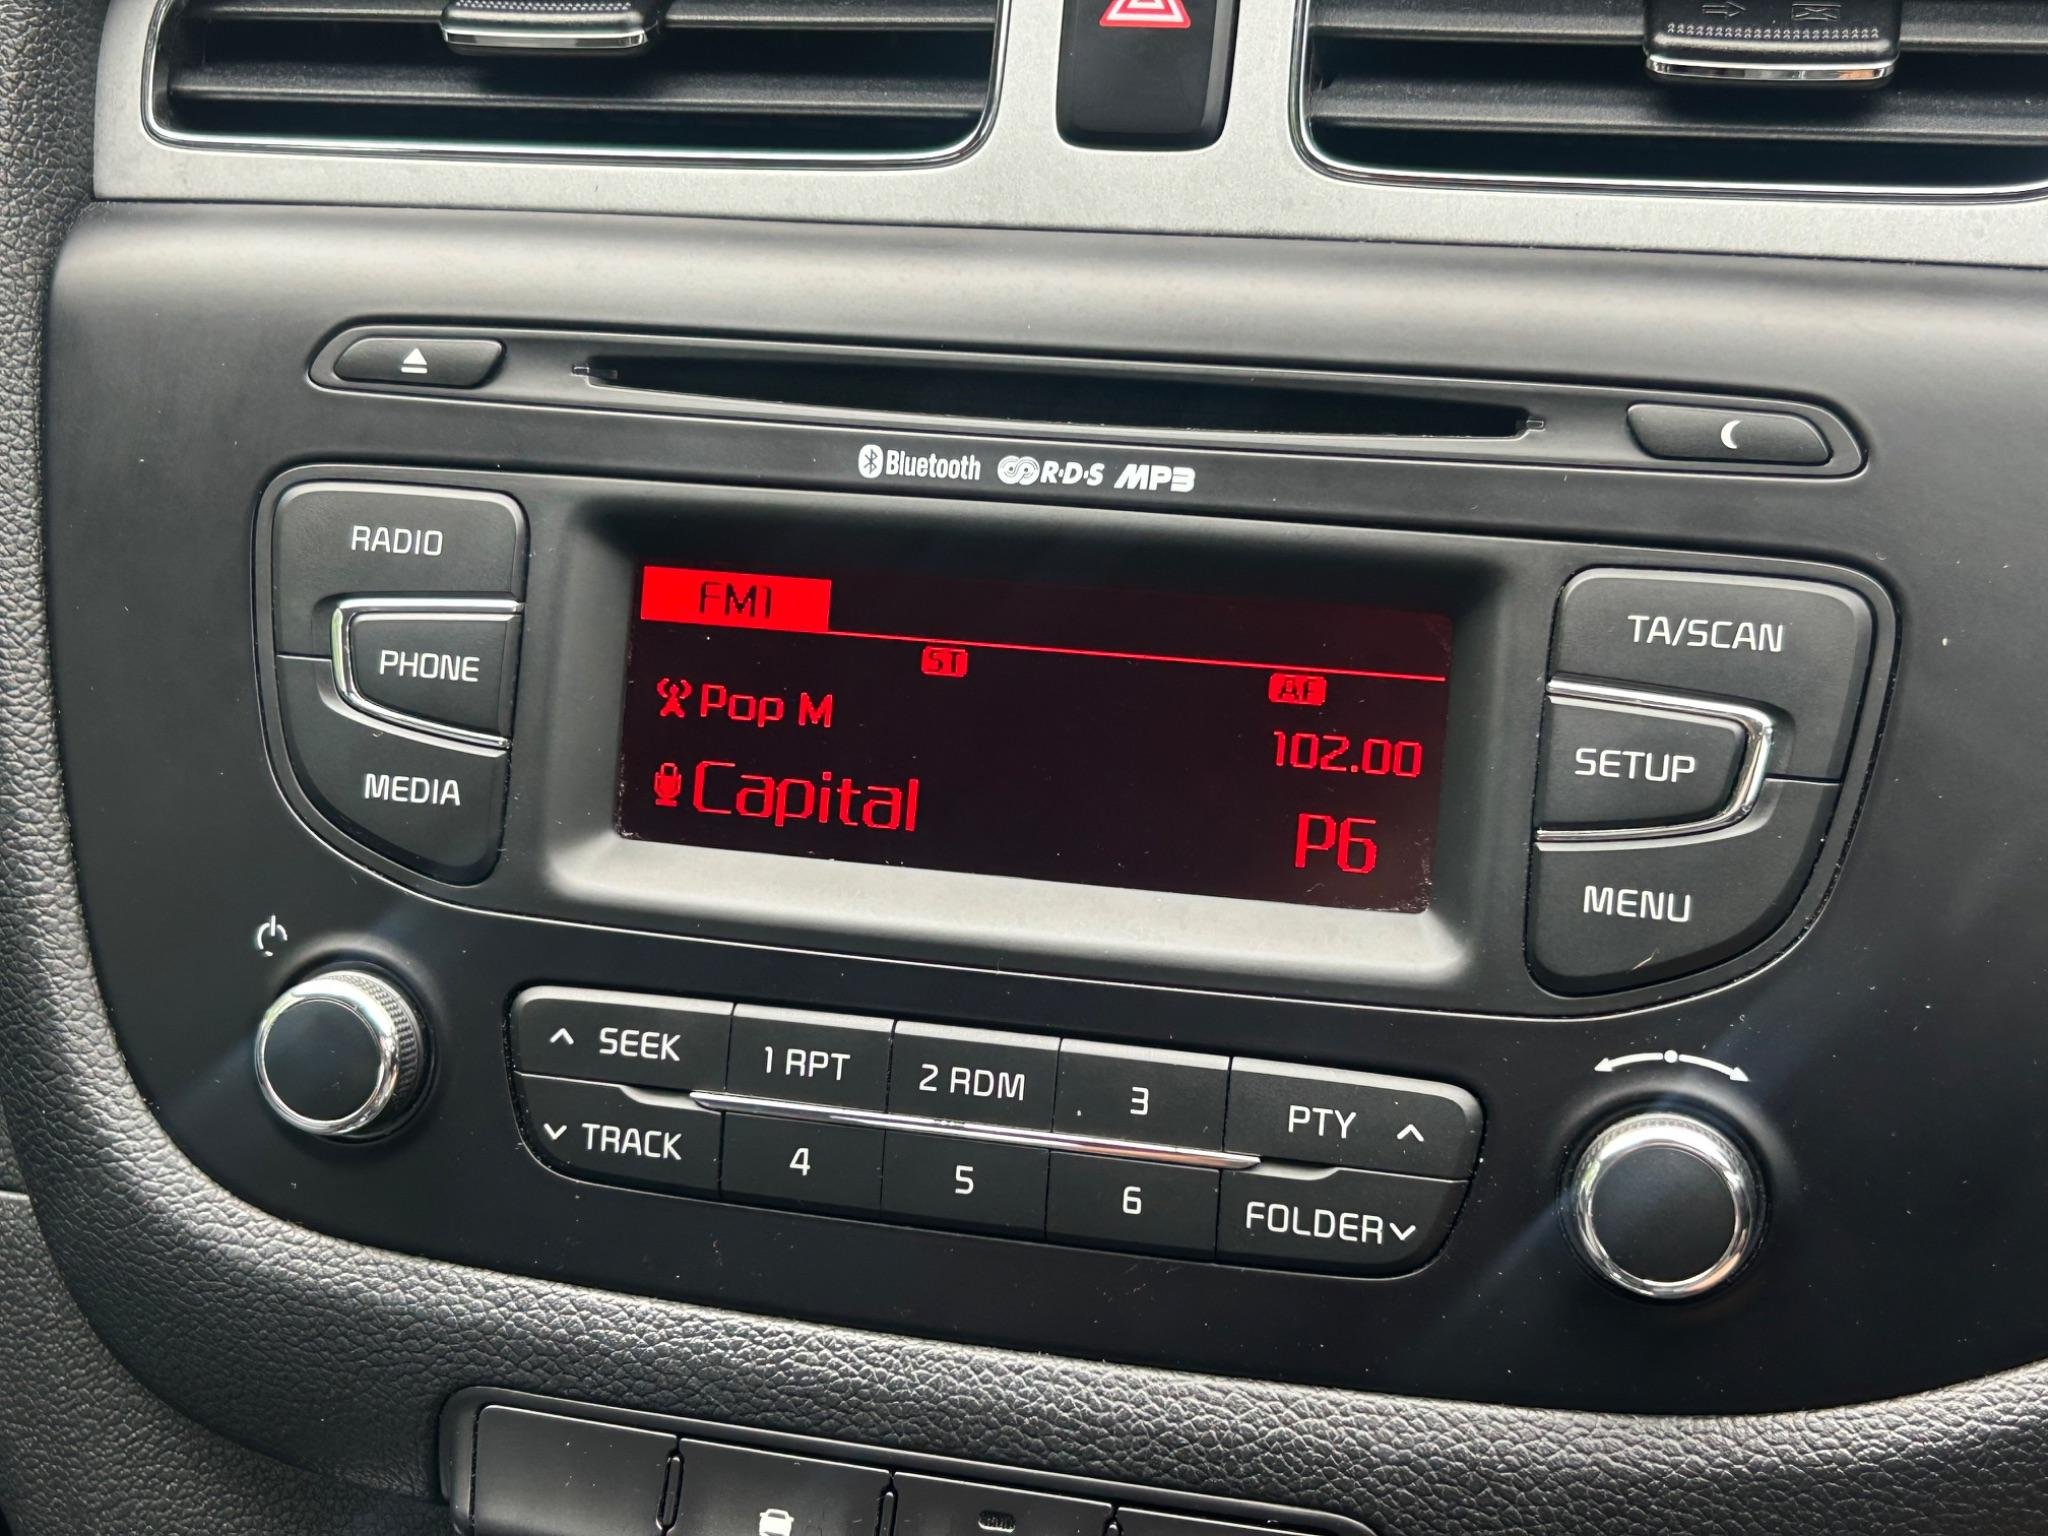 Bluetooth R·D·S MP3
RADIO
PHONE
MEDIA
FM1
ST
AF
Pop M
102.00
Capital
P6
TA/SCAN
SETUP
MENU
SEEK
1 RPT
2 RDM
3
PTY
TRACK
4
5
6
FOLDER